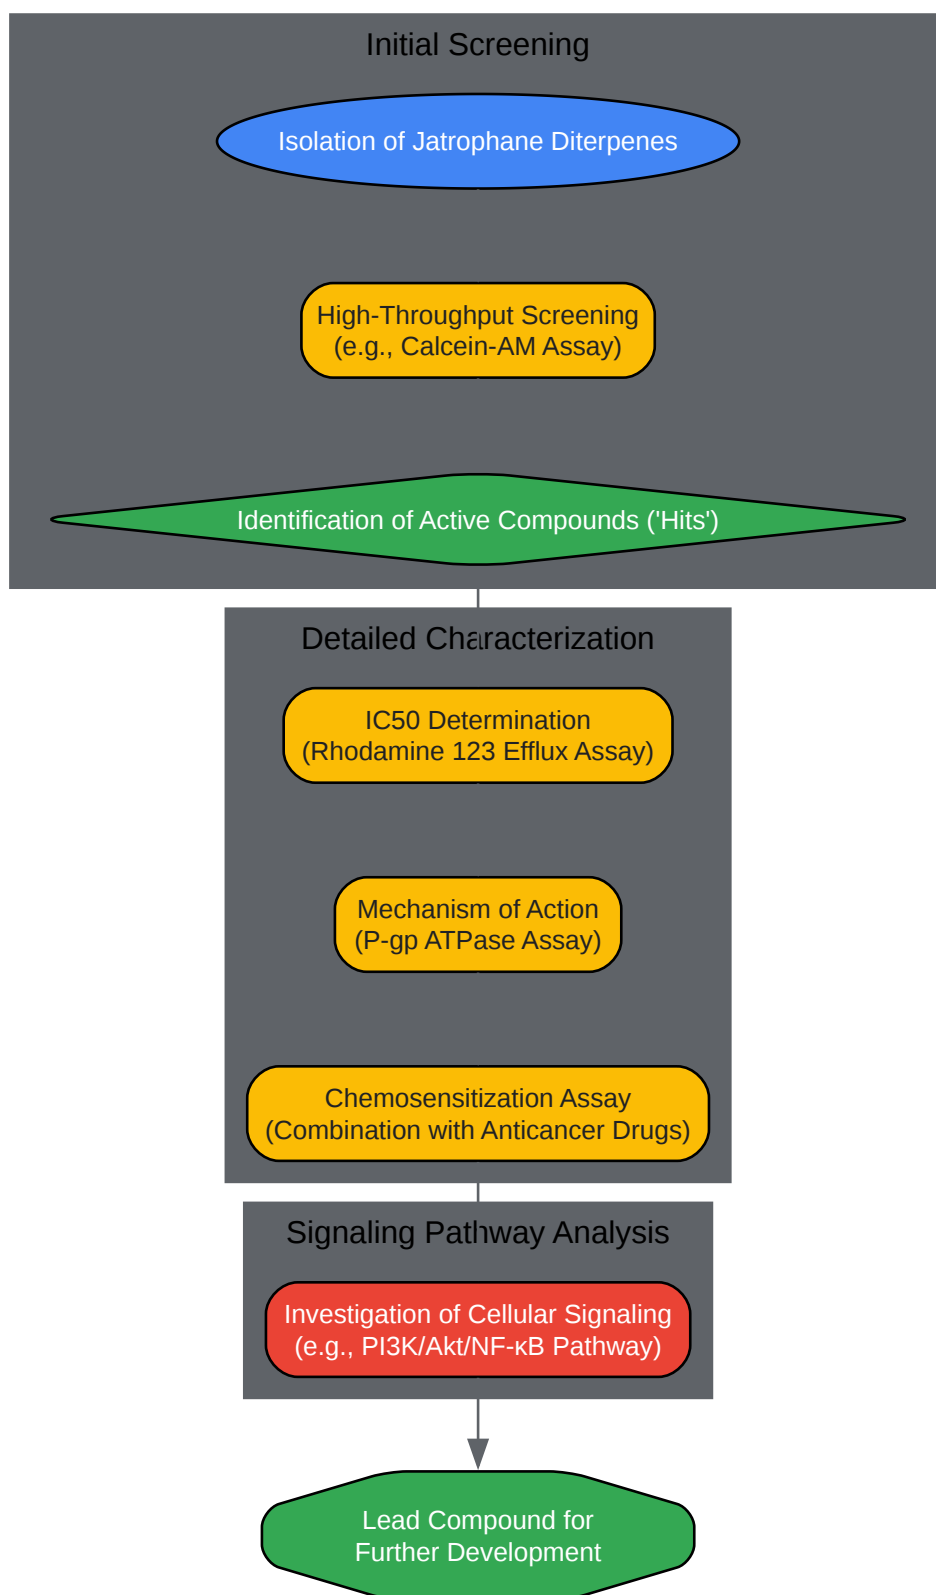 Initial Screening
Isolation of Jatrophane Diterpenes
High-Throughput Screening
(e.g., Calcein-AM Assay)
Identification of Active Compounds ('Hits')
Detailed Characterization
IC50 Determination
(Rhodamine 123 Efflux Assay)
Mechanism of Action
(P-gp ATPase Assay)
Chemosensitization Assay
(Combination with Anticancer Drugs)
Signaling Pathway Analysis
Investigation of Cellular Signaling
(e.g., PI3K/Akt/NF-κB Pathway)
Lead Compound for
Further Development